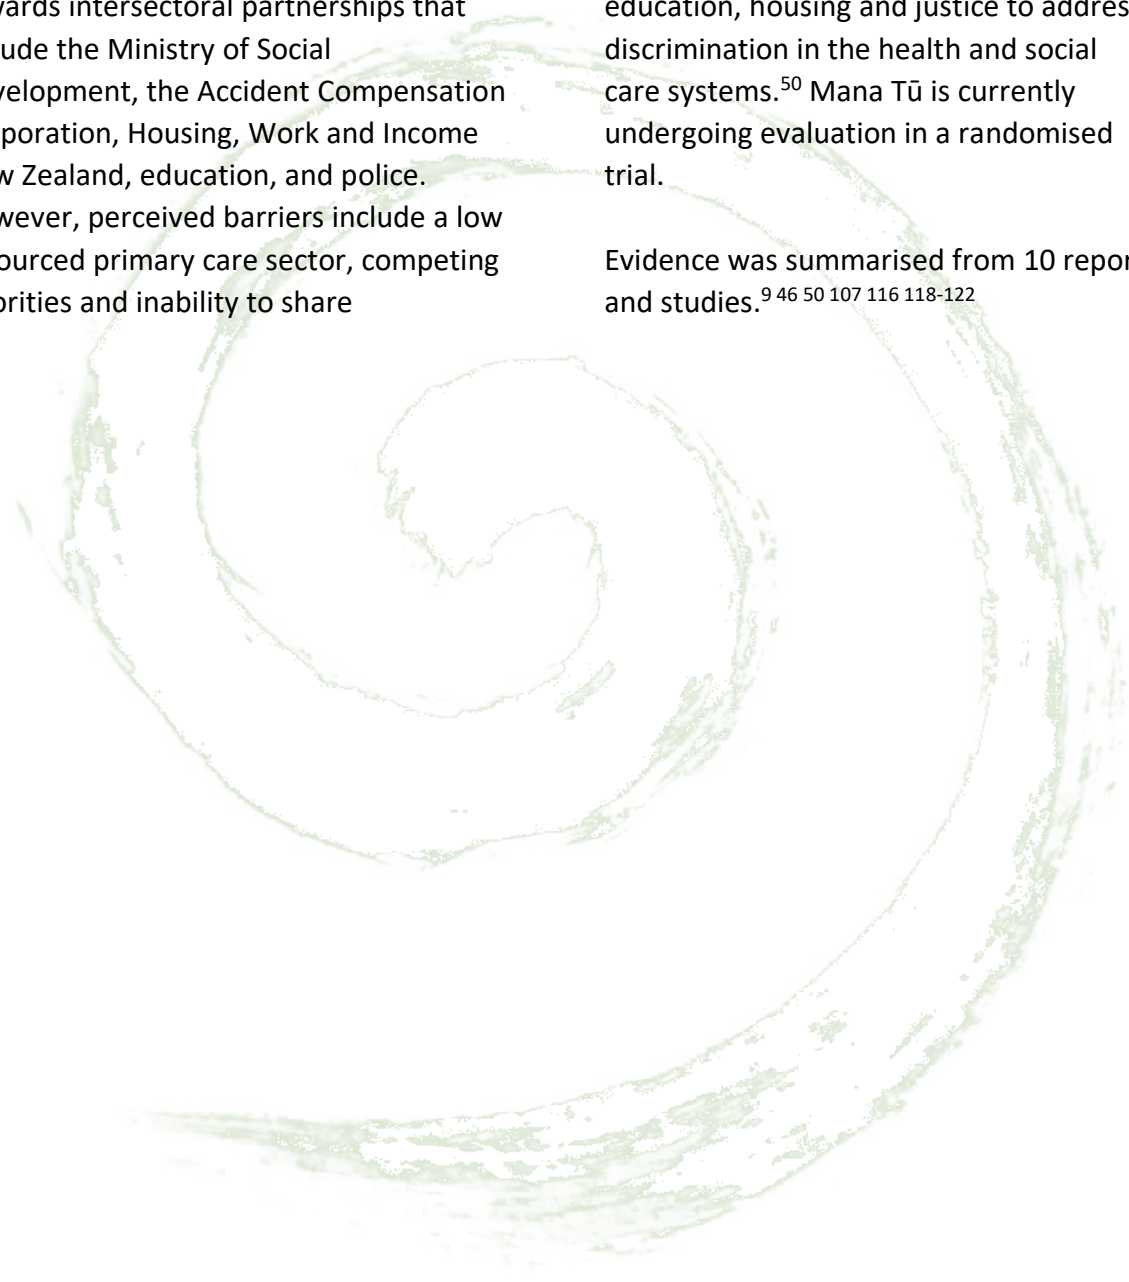 wards intersectoral partnerships that
ude the Ministry of Social
velopment, the Accident Compensation
poration, Housing, Work and Income
w Zealand, education, and police.
wever, perceived barriers include a low
ourced primary care sector, competing
orities and inability to share
education, housing and justice to addres
discrimination in the health and social
care systems.50 Mana Tū is currently
undergoing evaluation in a randomised
trial.
Evidence was summarised from 10 repor
and studies.9 46 50 107 116 118-122